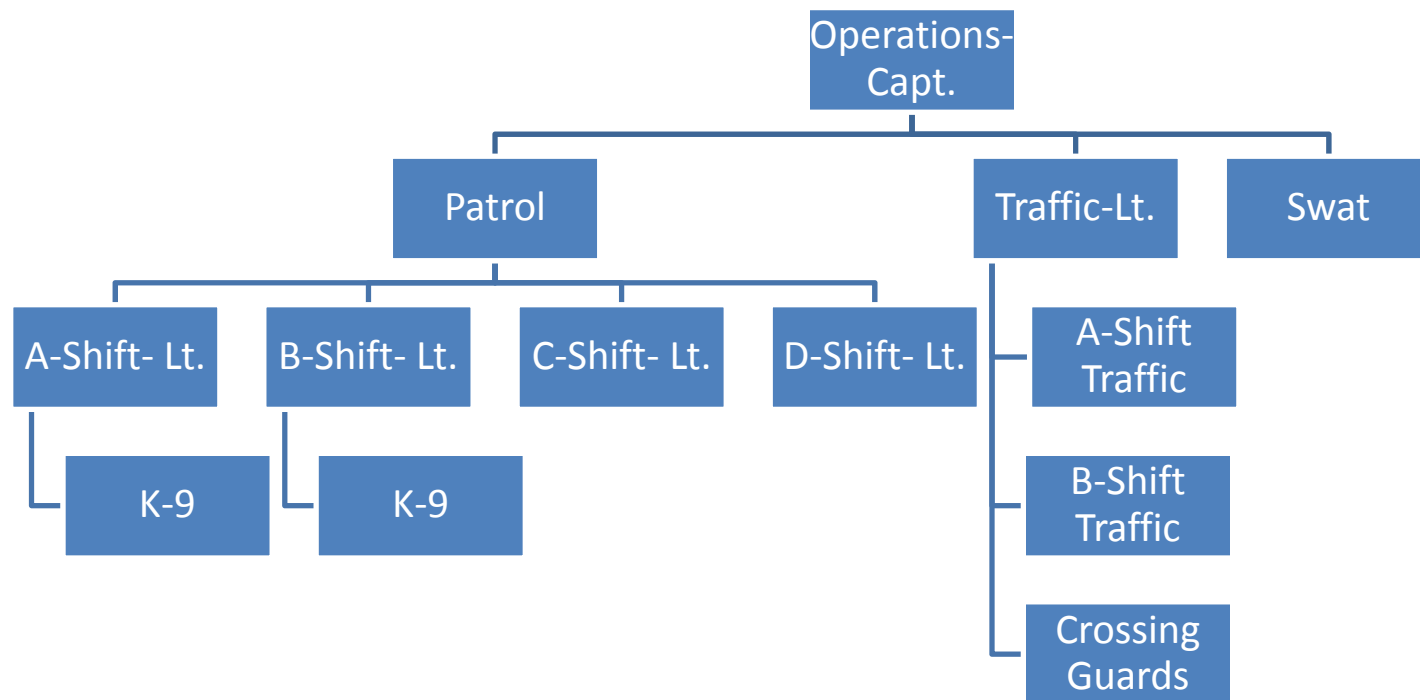 Operations-
Capt.
Patrol
Traffic-Lt.
Swat
A-Shift- Lt.
B-Shift- Lt.
C-Shift- Lt.
D-Shift- Lt.
A-Shift
Traffic
K-9
K-9
B-Shift
Traffic
Crossing
Guards